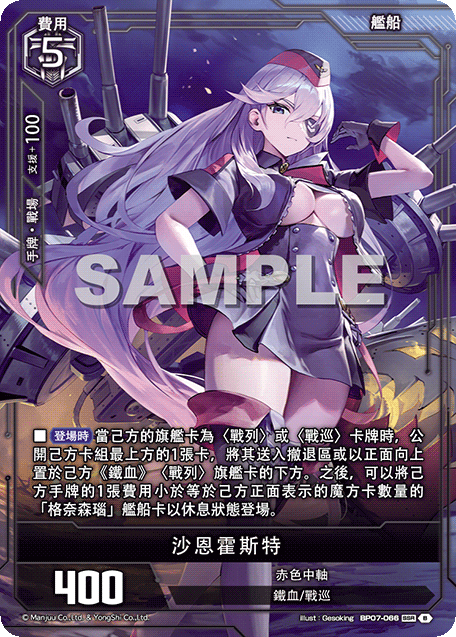 費用
5
艦船
手牌・戰場 支援+100
SAMPLE
■ 登場時 當己方的旗艦卡為〈戰列〉或〈戰巡〉卡牌時，公
開己方卡組最上方的1張卡，將其送入撤退區或以正面向上
置於己方《鐵血》〈戰列〉旗艦卡的下方。之後，可以將己
方手牌的1張費用小於等於己方正面表示的魔方卡數量的
「格奈森瑙」艦船卡以休息狀態登場。
沙恩霍斯特
400
赤色中軸
鐵血/戰巡
© Manjuu Co.,Ltd. & YongShi Co.,Ltd.
illust : Gesoking BP07-066 SSR B